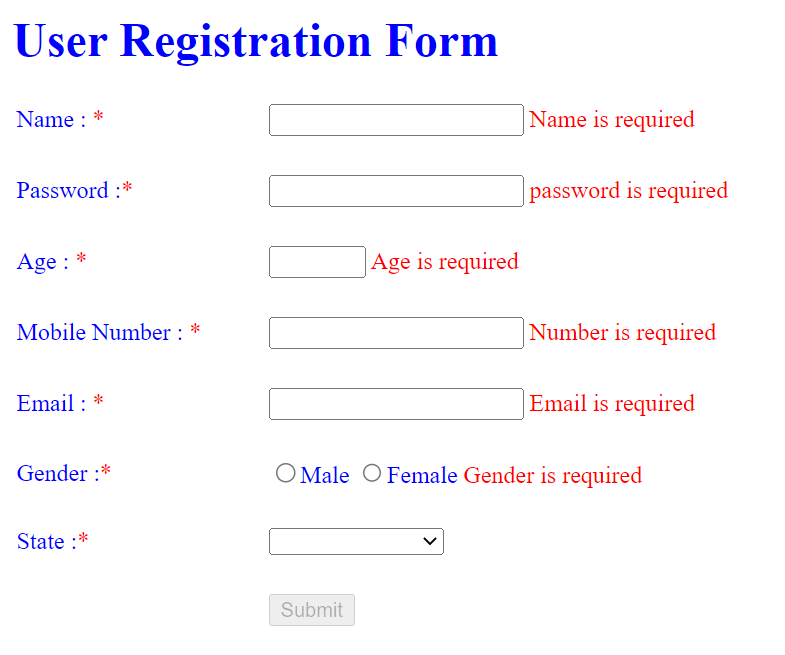 User Registration Form
Name : * Name is required
Password :* password is required
Age : * Age is required
Mobile Number : * Number is required
Email : * Email is required
Gender :* Male Female Gender is required
State :*
Submit